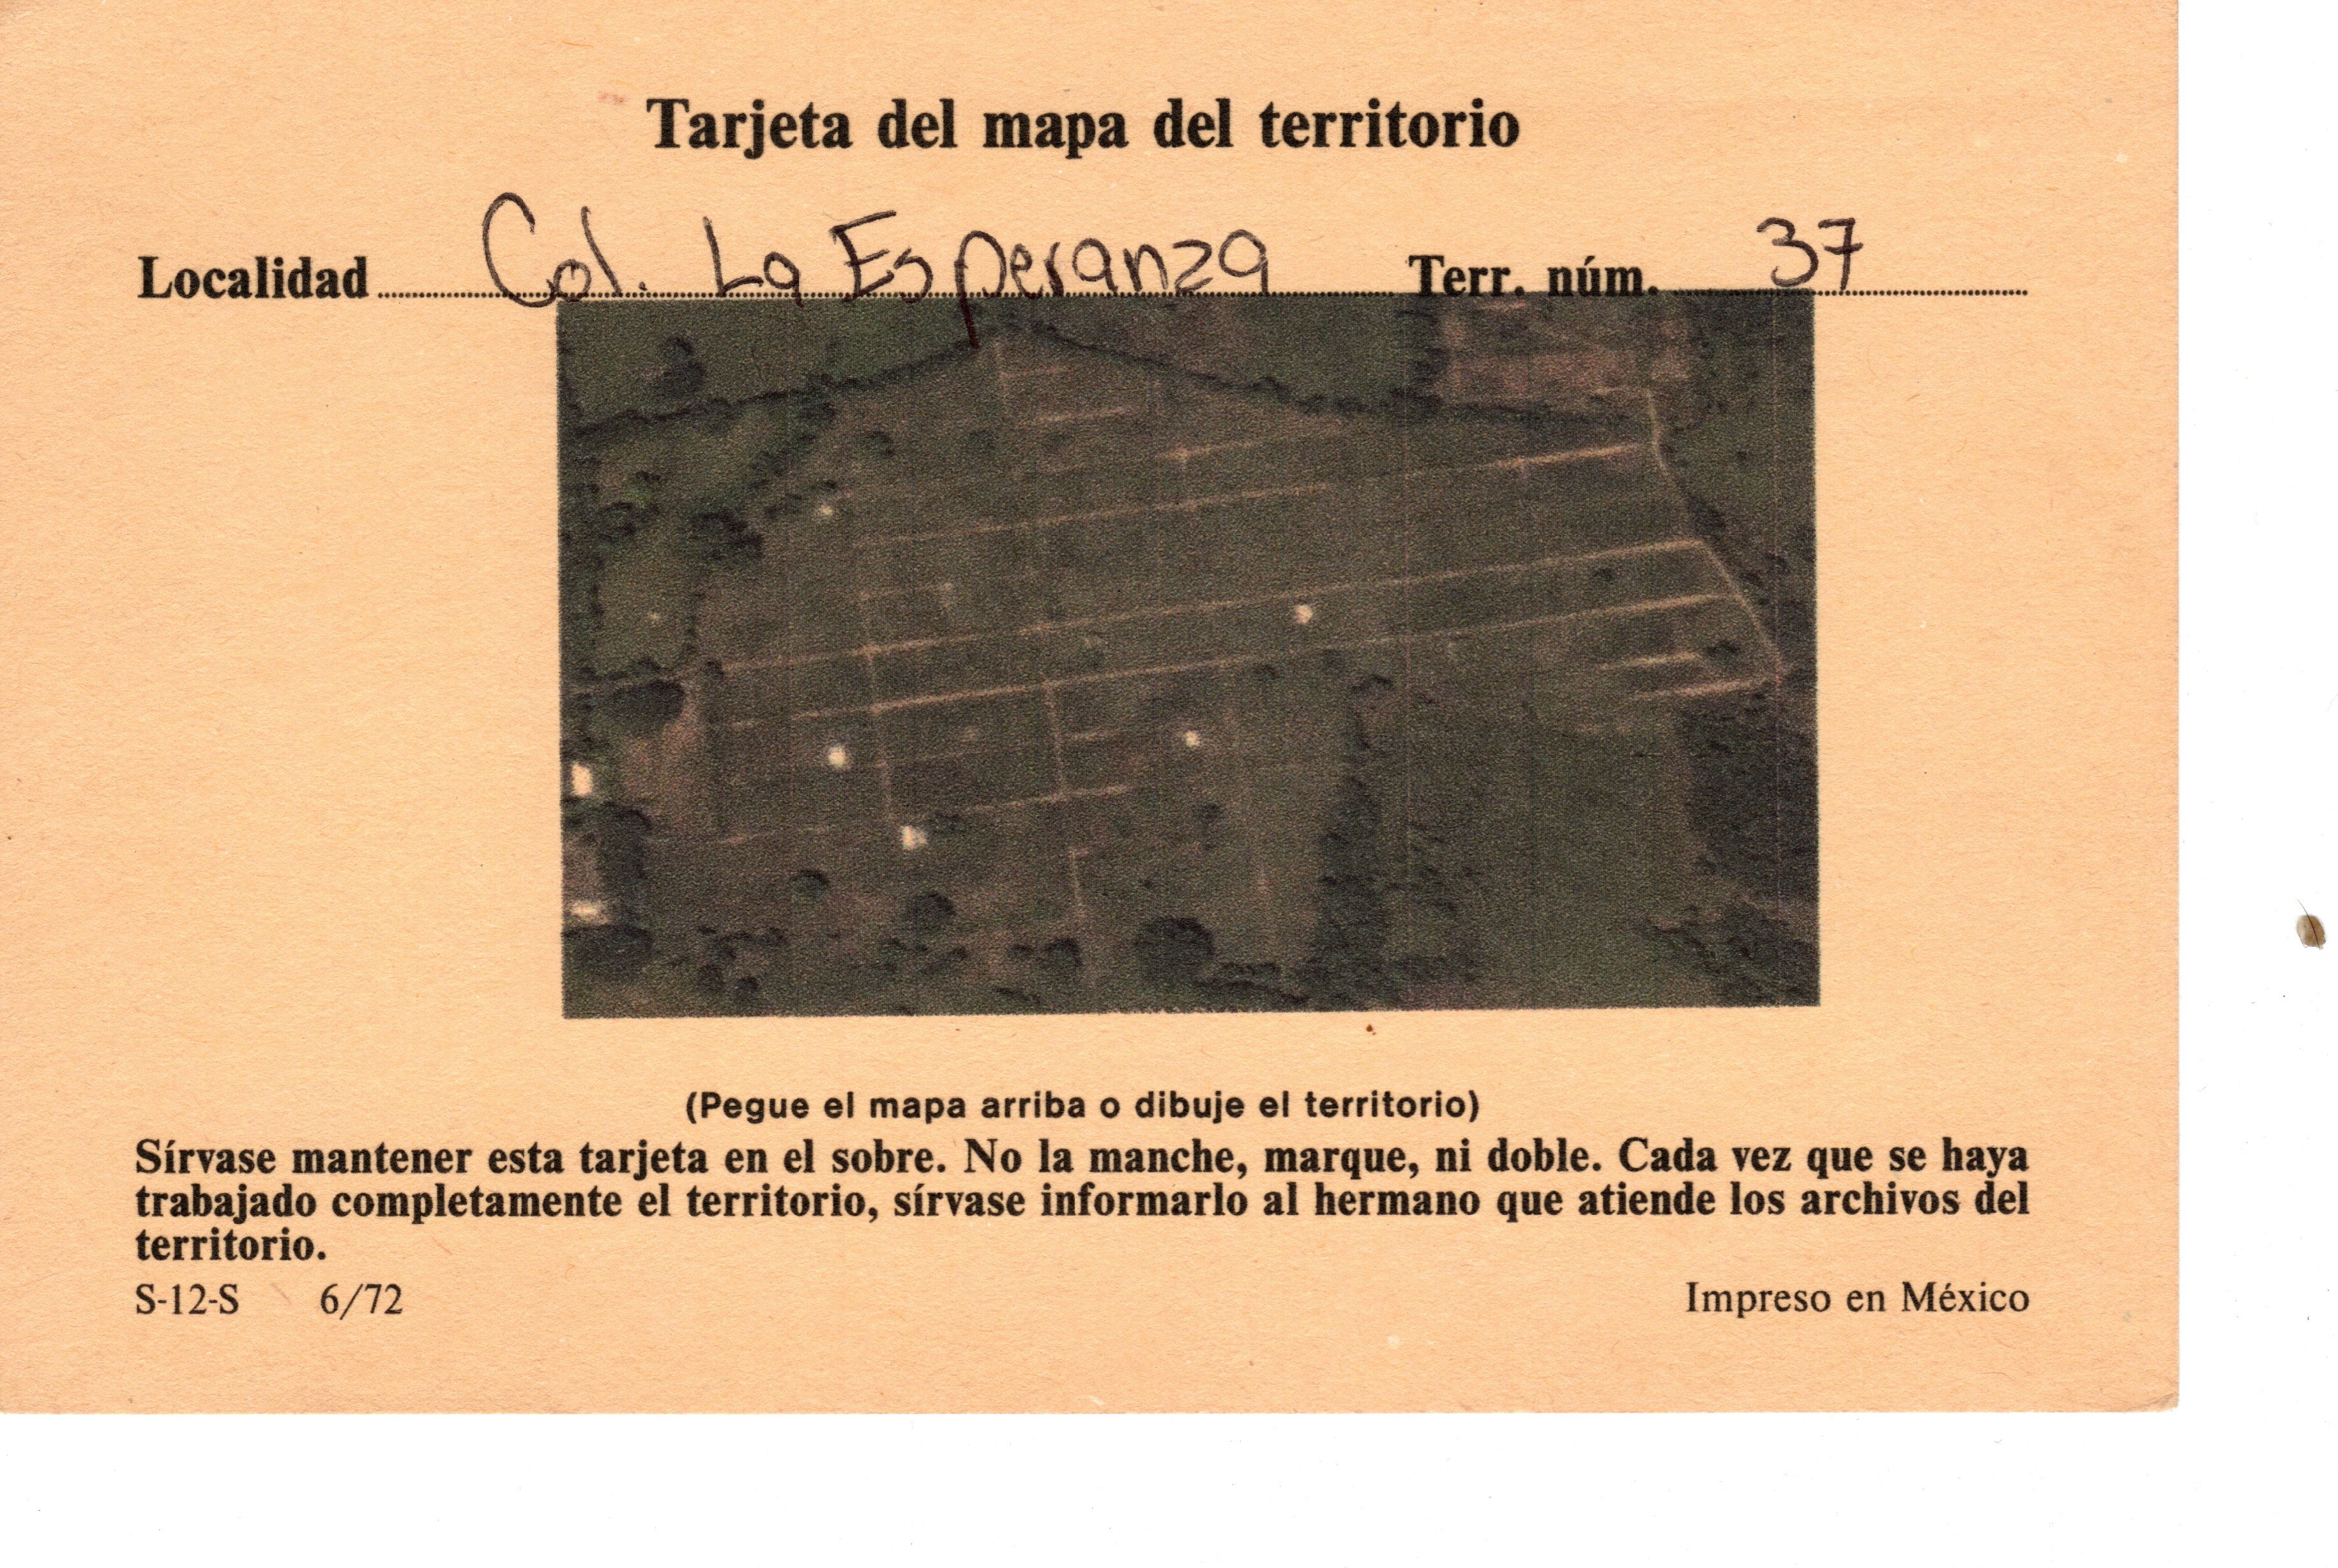 Tarjeta del mapa del territorio
Localidad Col. La Esperanza Terr. núm. 37
(Pegue el mapa arriba o dibuje el territorio)
Sírvase mantener esta tarjeta en el sobre. No la manche, marque, ni doble. Cada vez que se haya
trabajado completamente el territorio, sírvase informarlo al hermano que atiende los archivos del
territorio.
S-12-S 6/72 Impreso en México